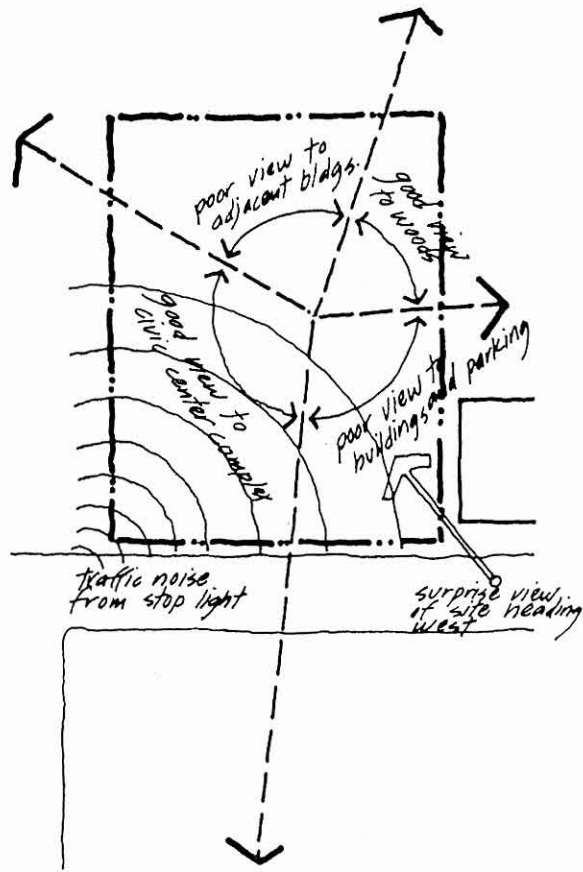 poor view to
adjacent bldgs.
good view
to woods
good view to
civic
center complex
poor view to
buildings and parking
traffic noise
from stop light
surprise view
of site heading
west